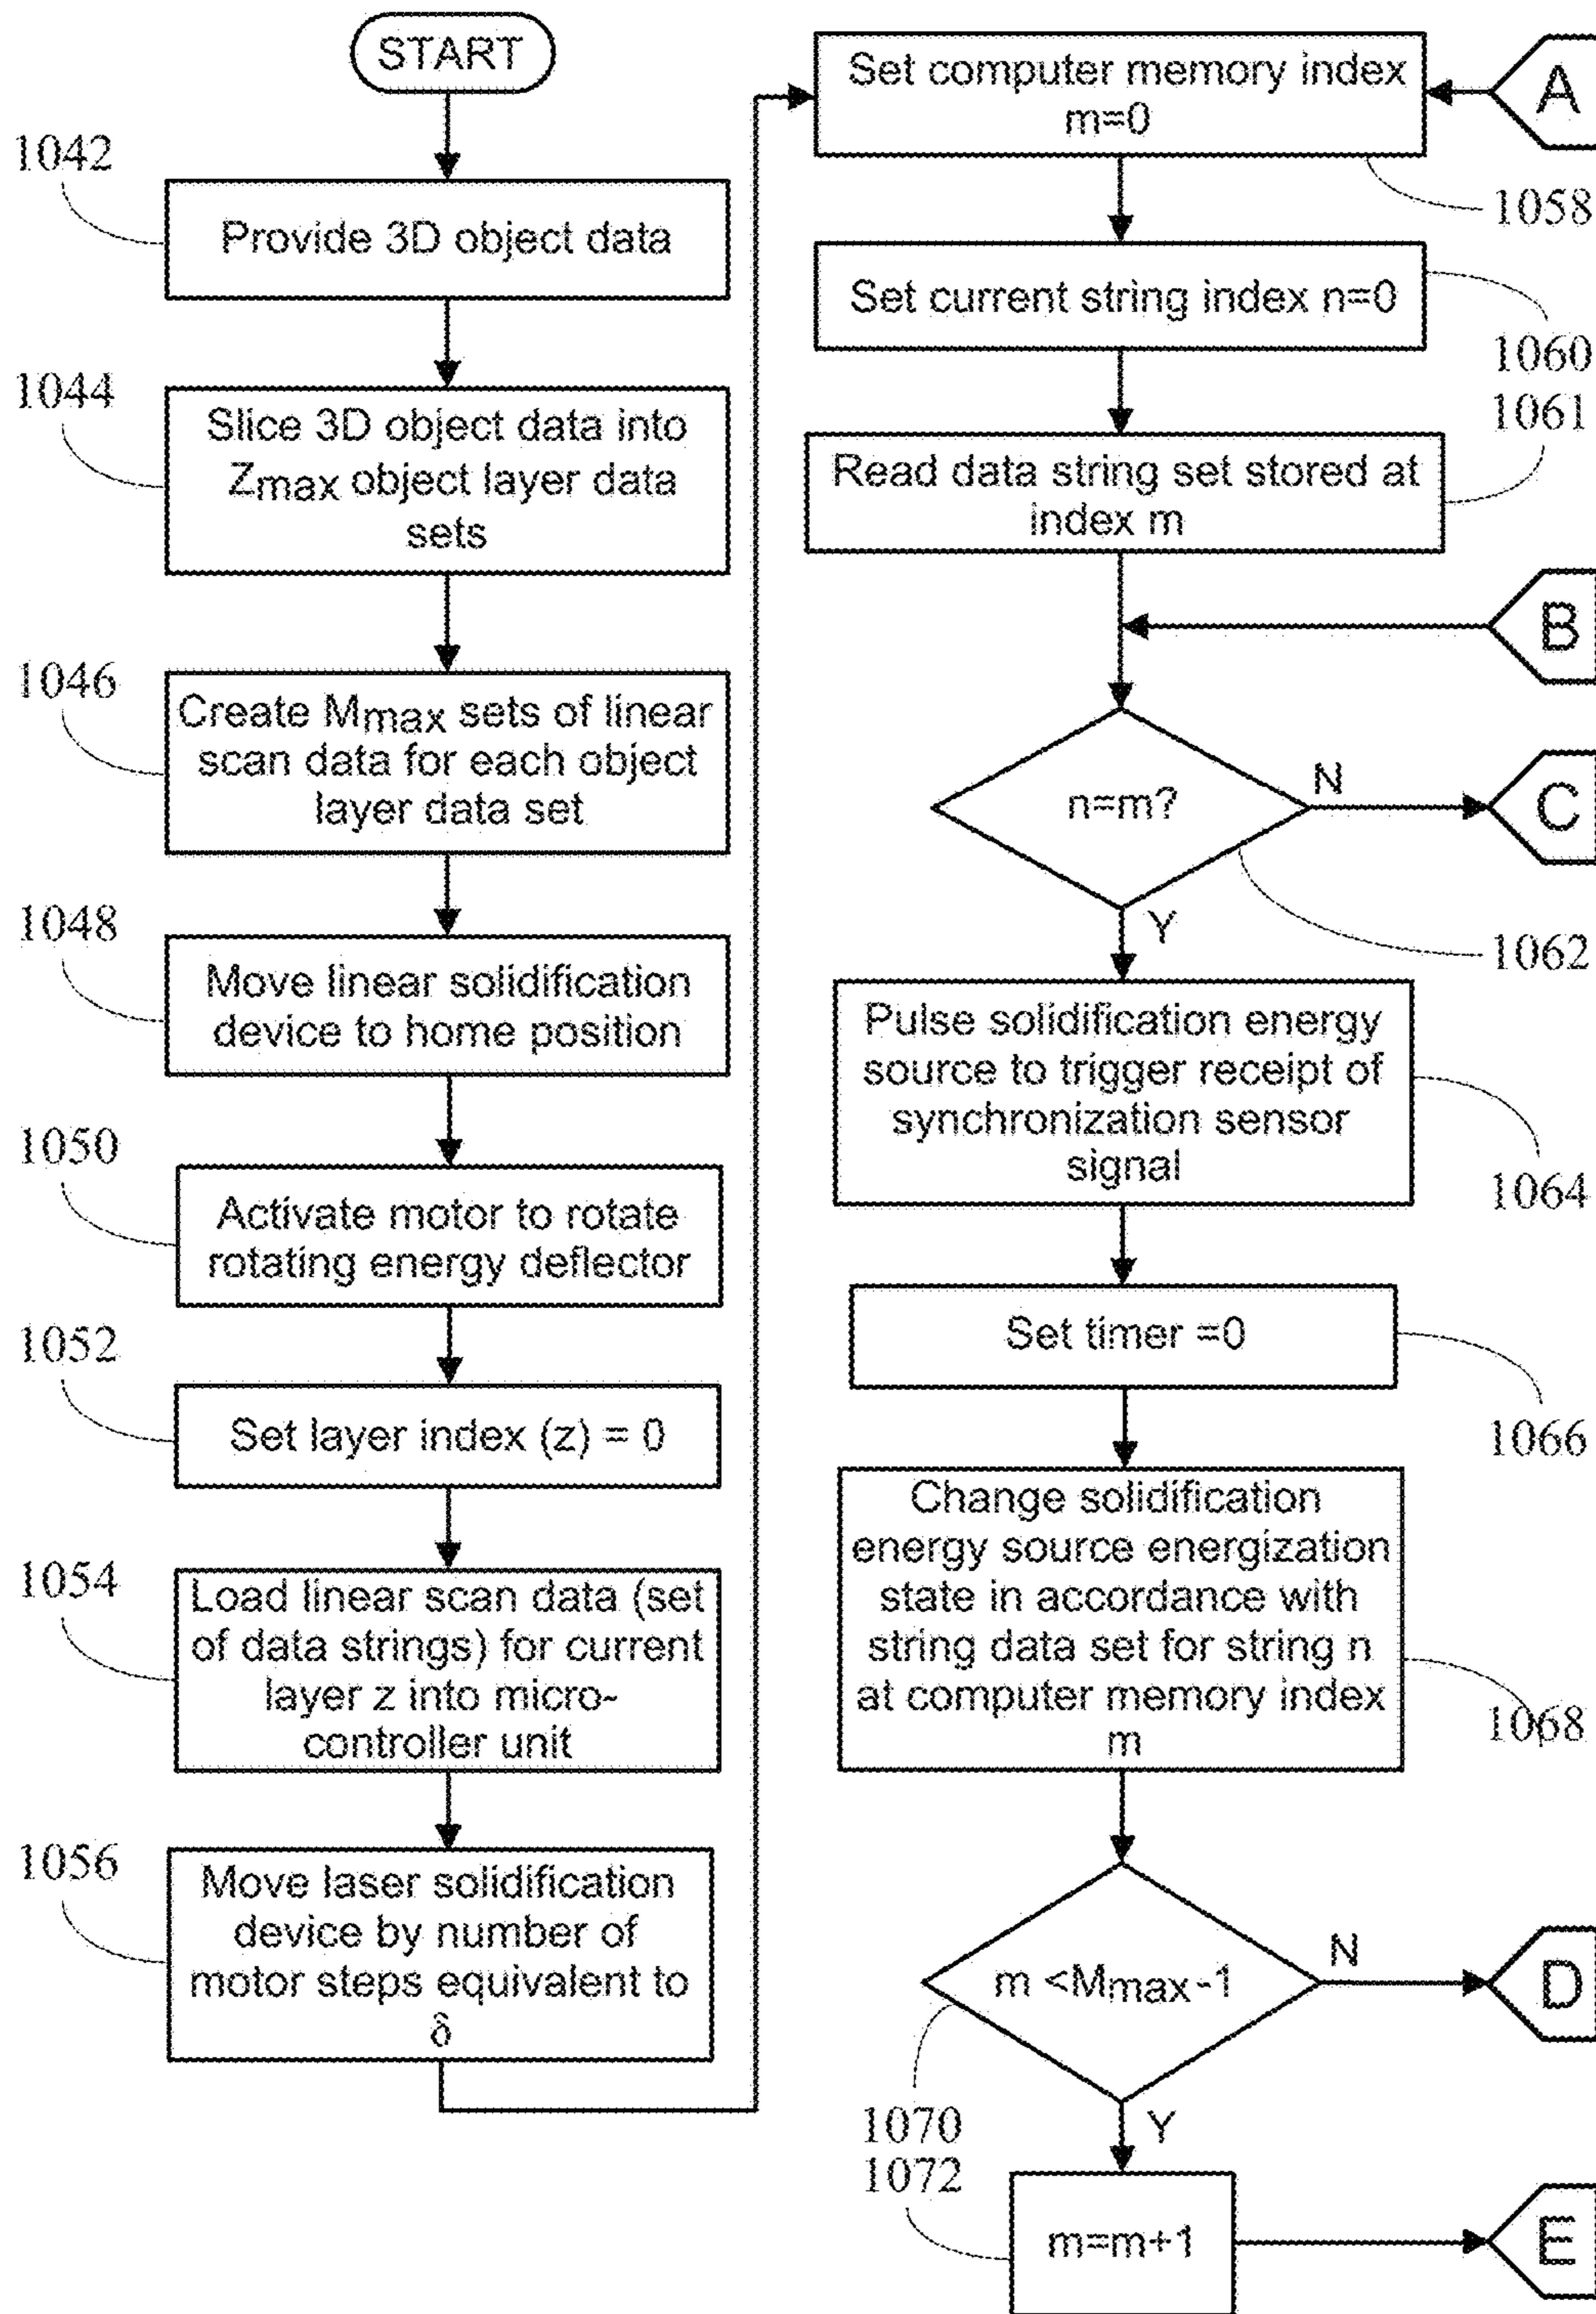 START
1042
Provide 3D object data
1044
Slice 3D object data into
Zmax object layer data
sets
1046
Create Mmax sets of linear
scan data for each object
layer data set
1048
Move linear solidification
device to home position
1050
Activate motor to rotate
rotating energy deflector
1052
Set layer index (z) = 0
1054
Load linear scan data (set
of data strings) for current
layer z into micro-
controller unit
1056
Move laser solidification
device by number of
motor steps equivalent to
δ
Set computer memory index
m=0
A
1058
Set current string index n=0
1060
1061
Read data string set stored at
index m
B
n=m?
N
C
Y
1062
Pulse solidification energy
source to trigger receipt of
synchronization sensor
signal
1064
Set timer =0
1066
Change solidification
energy source energization
state in accordance with
string data set for string n
at computer memory index
m
1068
m <Mmax-1
N
D
1070
Y
1072
m=m+1
E